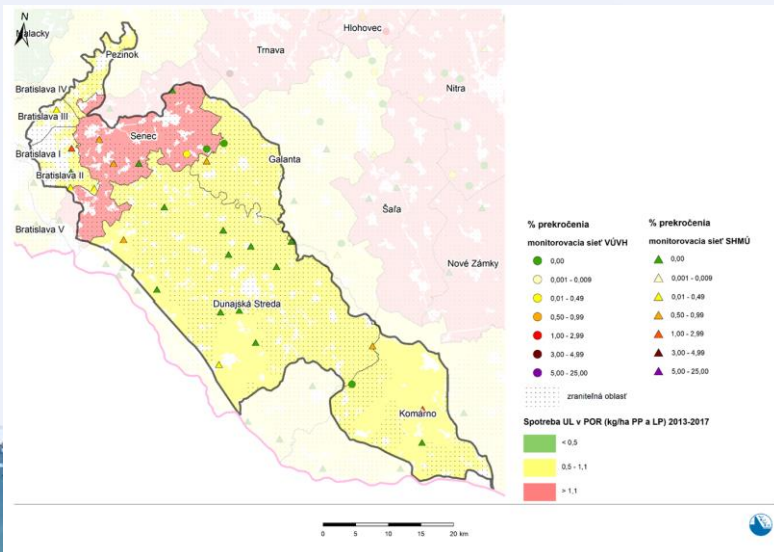 N
Malacky
Hlohovec
Pezinok
Trnava
Nitra
Bratislava IV
Bratislava III
Senec
Bratislava I
Galanta
Bratislava II
Šaľa
Bratislava V
Nové Zámky
Dunajská Streda
Komárno
% prekročenia
monitorovacia sieť VÚVH
0,00
0,001 - 0,009
0,01 - 0,49
0,50 - 0,99
1,00 - 2,99
3,00 - 4,99
5,00 - 25,00
% prekročenia
monitorovacia sieť SHMÚ
0,00
0,001 - 0,009
0,01 - 0,49
0,50 - 0,99
1,00 - 2,99
3,00 - 4,99
5,00 - 25,00
zraniteľná oblasť
Spotreba UL v POR (kg/ha PP a LP) 2013-2017
< 0,5
0,5 - 1,1
> 1,1
0 5 10 15 20 km